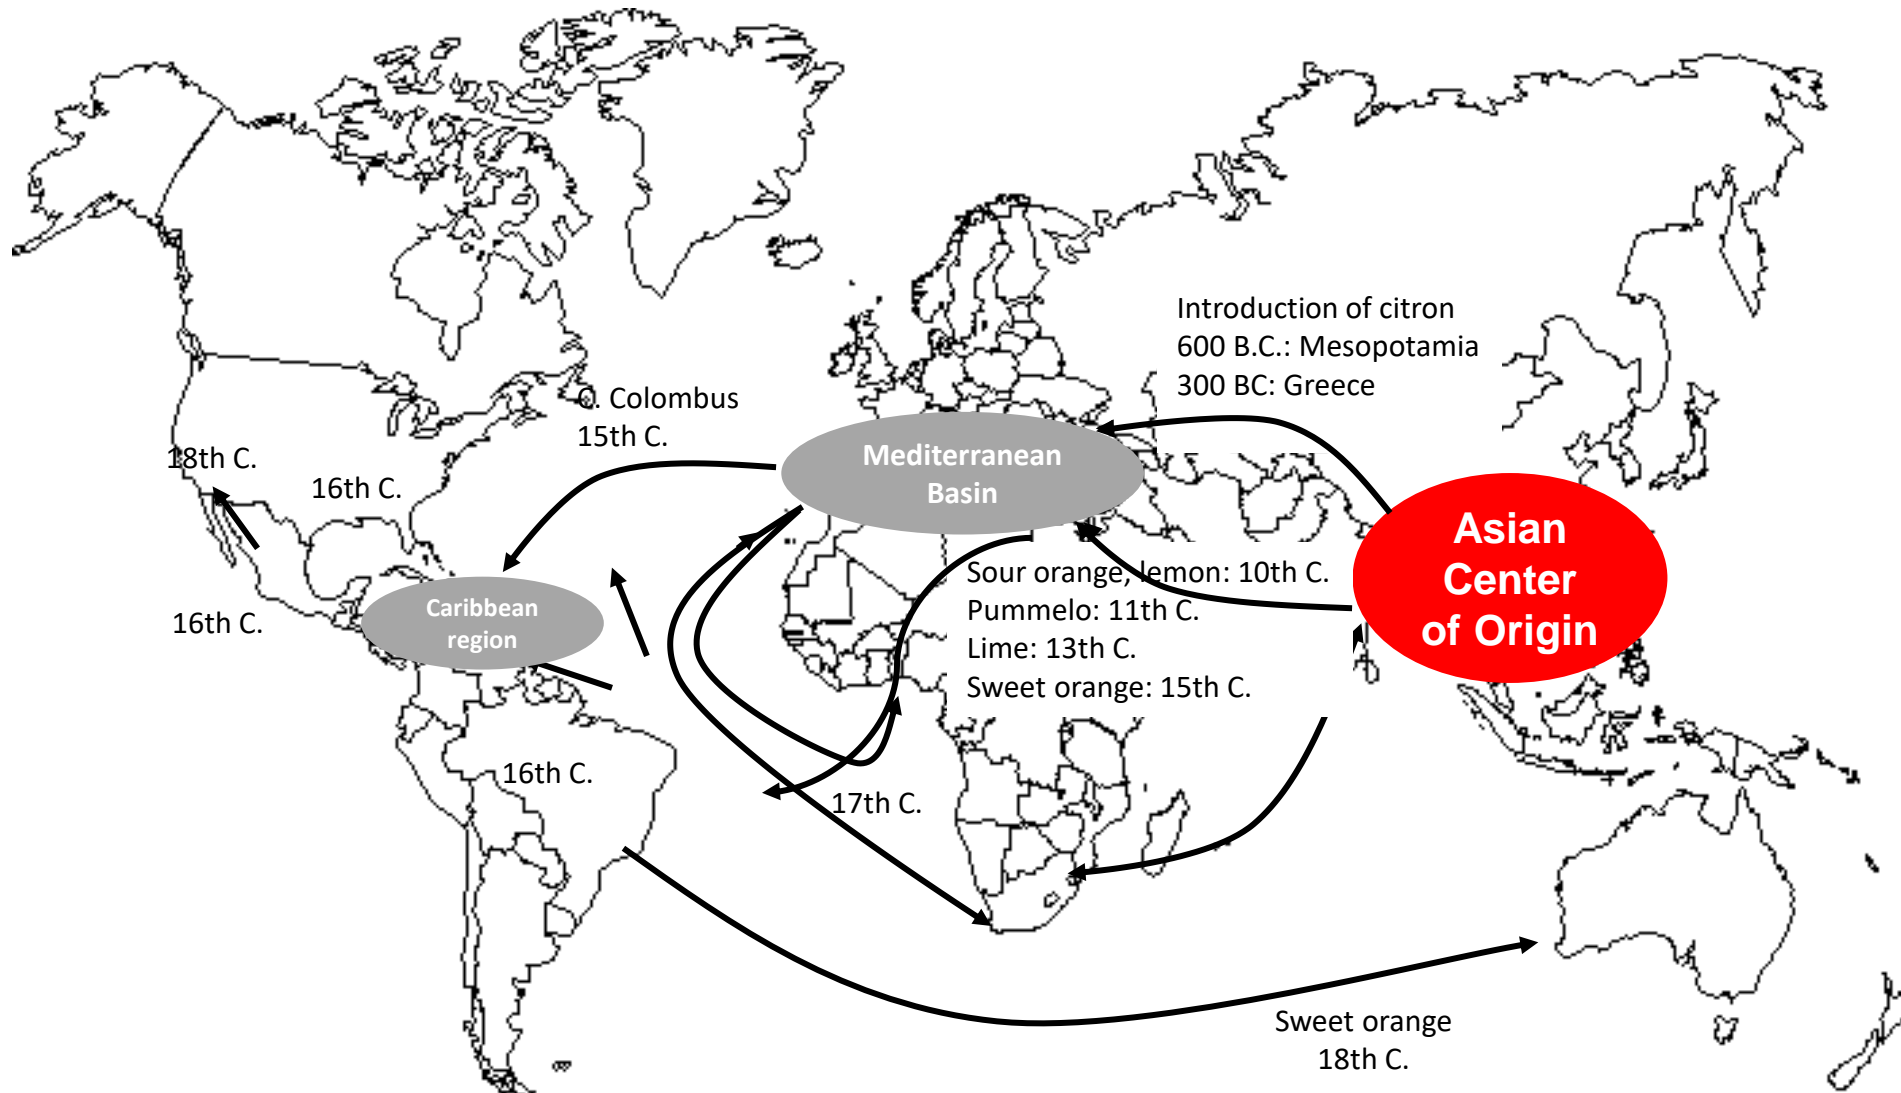 Introduction of citron
600 B.C.: Mesopotamia
300 BC: Greece
C. Colombus
15th C.
Mediterranean
Basin
18th C.
16th C.
Asian
Center
of Origin
Sour orange, lemon: 10th C.
Pummelo: 11th C.
Lime: 13th C.
Sweet orange: 15th C.
Caribbean
region
16th C.
16th C.
17th C.
Sweet orange
18th C.